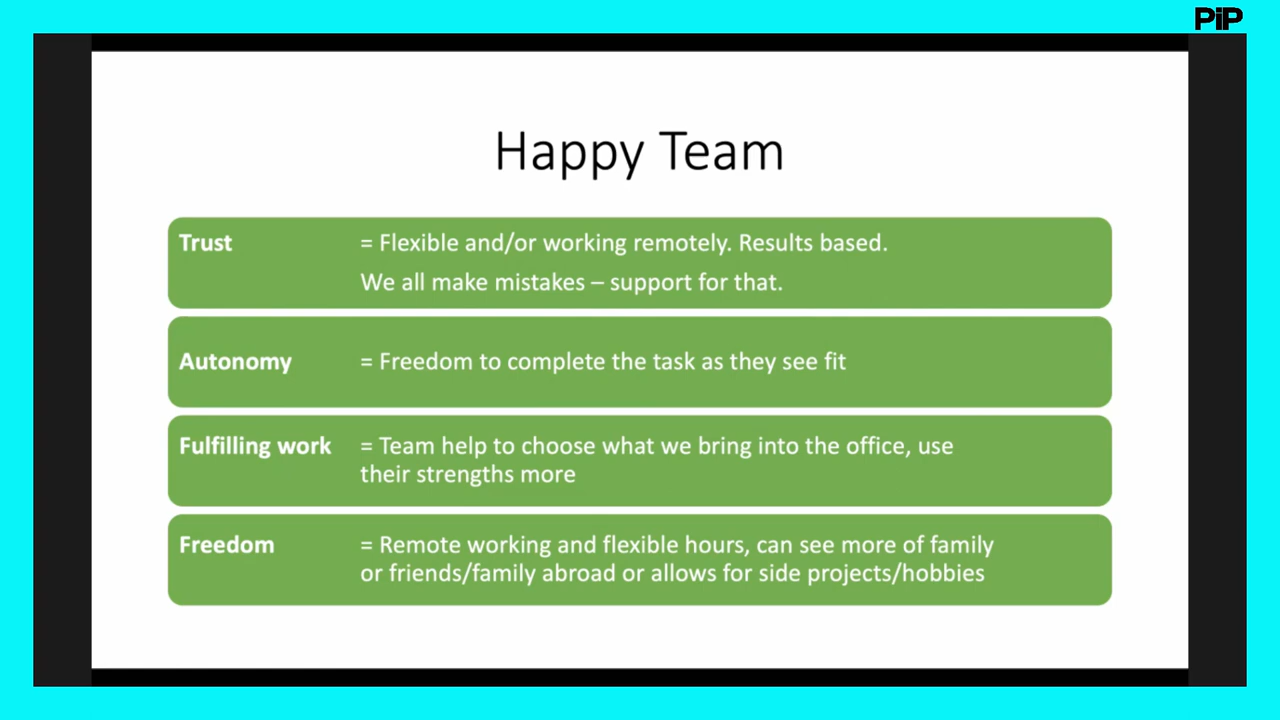 PiP
Happy Team
Trust = Flexible and/or working remotely. Results based.
We all make mistakes – support for that.
Autonomy = Freedom to complete the task as they see fit
Fulfilling work = Team help to choose what we bring into the office, use
their strengths more
Freedom = Remote working and flexible hours, can see more of family
or friends/family abroad or allows for side projects/hobbies